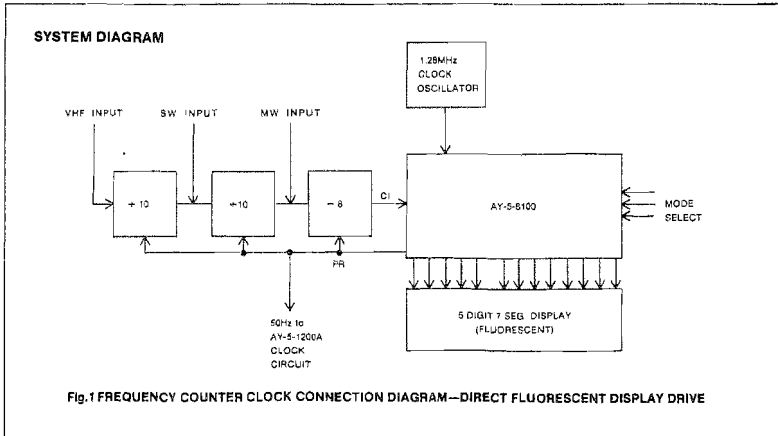 SYSTEM DIAGRAM
1.28MHz
CLOCK
OSCILLATOR
VHF INPUT SW INPUT MW INPUT
÷ 10
÷10
÷ 8
CI
AY-5-8100
MODE
SELECT
PR
50Hz to
AY-5-1200A
CLOCK
CIRCUIT
5 DIGIT 7 SEG DISPLAY
(FLUORESCENT)
Fig.1 FREQUENCY COUNTER CLOCK CONNECTION DIAGRAM—DIRECT FLUORESCENT DISPLAY DRIVE